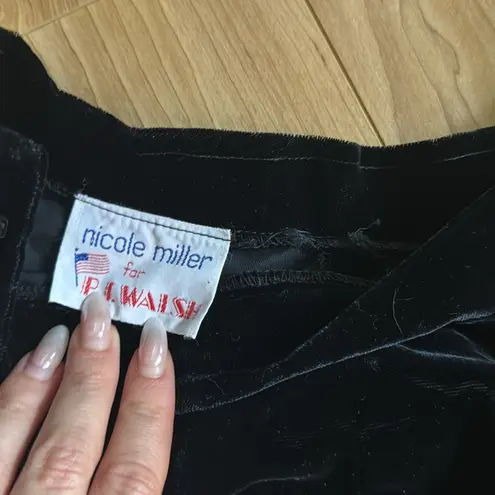 nicole miller
for
P.J. WALSH